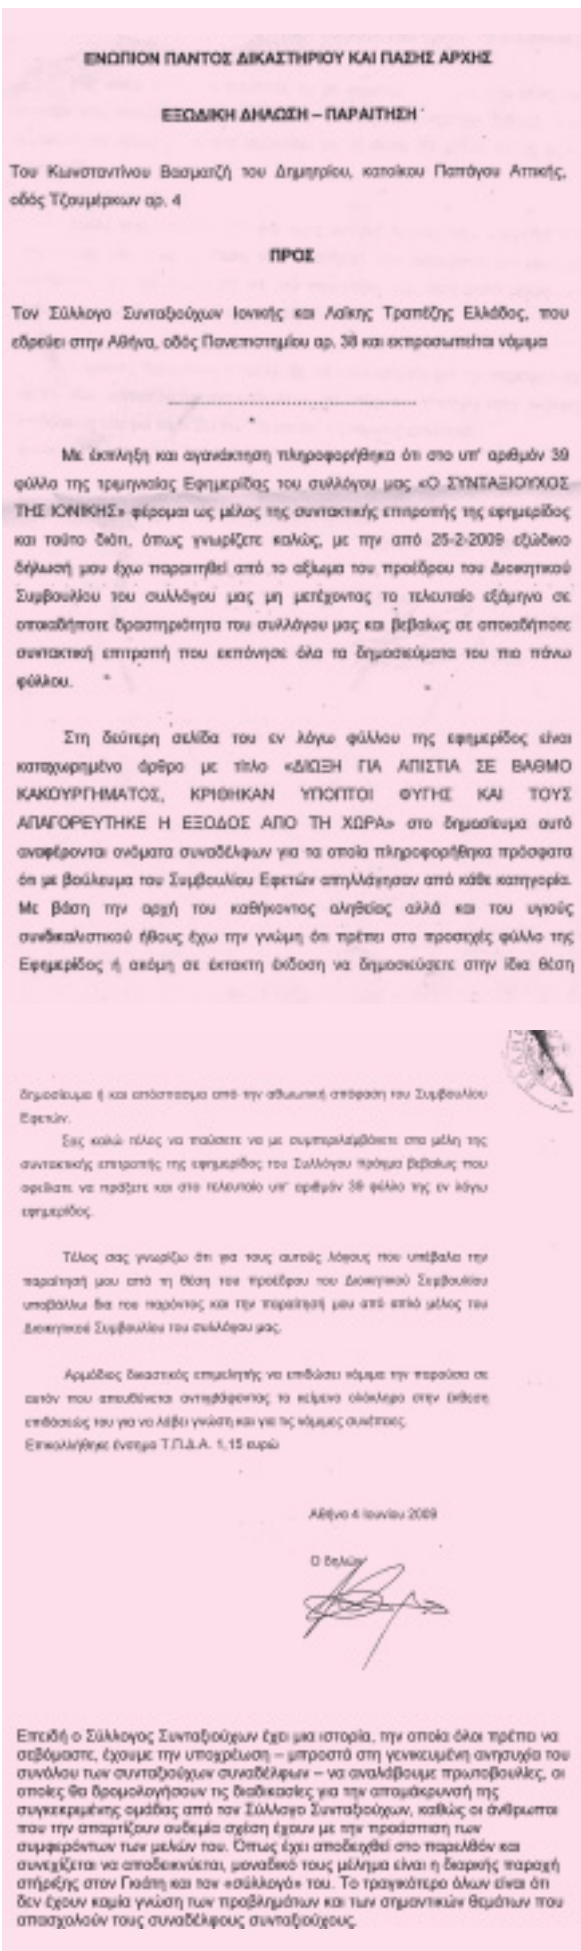 ΕΝΩΠΙΟΝ ΠΑΝΤΟΣ ΔΙΚΑΣΤΗΡΙΟΥ ΚΑΙ ΠΑΣΗΣ ΑΡΧΗΣ
ΕΞΩΔΙΚΗ ΔΗΛΩΣΗ – ΠΑΡΑΙΤΗΣΗ
Του Κωνσταντίνου Βασματζή του Δημητρίου, κατοίκου Παπάγου Αττικής,
οδός Τζουμέρκων αρ. 4
ΠΡΟΣ
Τον Σύλλογο Συνταξιούχων Ιονικής και Λαϊκής Τραπέζης Ελλάδος, που
εδρεύει στην Αθήνα, οδός Πανεπιστημίου αρ. 38 και εκπροσωπείται νόμιμα
Με έκπληξη και αγανάκτηση πληροφορήθηκα ότι στο υπ' αριθμόν 39
φύλλο της τριμηνιαίας Εφημερίδας του συλλόγου μας «Ο ΣΥΝΤΑΞΙΟΥΧΟΣ
ΤΗΣ ΙΟΝΙΚΗΣ» φέρομαι ως μέλος της συντακτικής επιτροπής της εφημερίδος
και τούτο διότι, όπως γνωρίζετε καλώς, με την από 25-2-2009 εξώδικο
δήλωσή μου έχω παραιτηθεί από το αξίωμα του προέδρου του Διοικητικού
Συμβουλίου του συλλόγου μας μη μετέχοντας το τελευταίο εξάμηνο σε
οποιαδήποτε δραστηριότητα του συλλόγου μας και βεβαίως σε οποιαδήποτε
συντακτική επιτροπή που εκπόνησε όλα τα δημοσιεύματα του πιο πάνω
φύλλου.
Στη δεύτερη σελίδα του εν λόγω φύλλου της εφημερίδος είναι
καταχωρημένο άρθρο με τίτλο «ΔΙΩΞΗ ΓΙΑ ΑΠΙΣΤΙΑ ΣΕ ΒΑΘΜΟ
ΚΑΚΟΥΡΓΗΜΑΤΟΣ, ΚΡΙΘΗΚΑΝ ΥΠΟΠΤΟΙ ΦΥΓΗΣ ΚΑΙ ΤΟΥΣ
ΑΠΑΓΟΡΕΥΤΗΚΕ Η ΕΞΟΔΟΣ ΑΠΟ ΤΗ ΧΩΡΑ» στο δημοσίευμα αυτό
αναφέρονται ονόματα συναδέλφων για τα οποία πληροφορήθηκα πρόσφατα
ότι με βούλευμα του Συμβουλίου Εφετών απηλλάγησαν από κάθε κατηγορία.
Με βάση την αρχή του καθήκοντος αληθείας αλλά και του υγιούς
συνδικαλιστικού ήθους έχω την γνώμη ότι πρέπει στο προσεχές φύλλο της
Εφημερίδος ή ακόμη σε έκτακτη έκδοση να δημοσιεύσετε στην ίδια θέση
δημοσίευμα ή και απόσπασμα από την αθωωτική απόφαση του Συμβουλίου
Εφετών.
Σας καλώ τέλος να παύσετε να με συμπεριλαμβάνετε στα μέλη της
συντακτικής επιτροπής της εφημερίδος του Συλλόγου πράγμα βεβαίως που
οφείλατε να πράξετε και στο τελευταίο υπ' αριθμόν 39 φύλλο της εν λόγω
εφημερίδος.
Τέλος σας γνωρίζω ότι για τους αυτούς λόγους που υπέβαλα την
παραίτησή μου από τη θέση του προέδρου του Διοικητικού Συμβουλίου
υποβάλλω δια του παρόντος και την παραίτησή μου από απλό μέλος του
Διοικητικού Συμβουλίου του συλλόγου μας.
Αρμόδιος δικαστικός επιμελητής να επιδώσει νόμιμα την παρούσα σε
αυτόν που απευθύνεται αντιγράφοντας το κείμενο ολόκληρο στην έκθεση
επιδόσεώς του για να λάβει γνώση και για τις νόμιμες συνέπειες.
Επικολλήθηκε ένσημο Τ.Π.Δ.Α. 1,15 ευρώ
Αθήνα 4 Ιουνίου 2009
Ο δηλών
Επειδή ο Σύλλογος Συνταξιούχων έχει μια ιστορία, την οποία όλοι πρέπει να
σεβόμαστε, έχουμε την υποχρέωση – μπροστά στη γενικευμένη ανησυχία του
συνόλου των συνταξιούχων συναδέλφων – να αναλάβουμε πρωτοβουλίες, οι
οποίες θα δρομολογήσουν τις διαδικασίες για την απομάκρυνσή της
συγκεκριμένης ομάδας από τον Σύλλογο Συνταξιούχων, καθώς οι άνθρωποι
που την απαρτίζουν ουδεμία σχέση έχουν με την προάσπιση των
συμφερόντων των μελών του. Όπως έχει αποδειχθεί στο παρελθόν και
συνεχίζεται να αποδεικνύεται, μοναδικό τους μέλημα είναι η διαρκής παροχή
στήριξης στον Γκιάτη και τον «σύλλογό» του. Το τραγικότερο όλων είναι ότι
δεν έχουν καμία γνώση των προβλημάτων και των σημαντικών θεμάτων που
απασχολούν τους συναδέλφους συνταξιούχους.